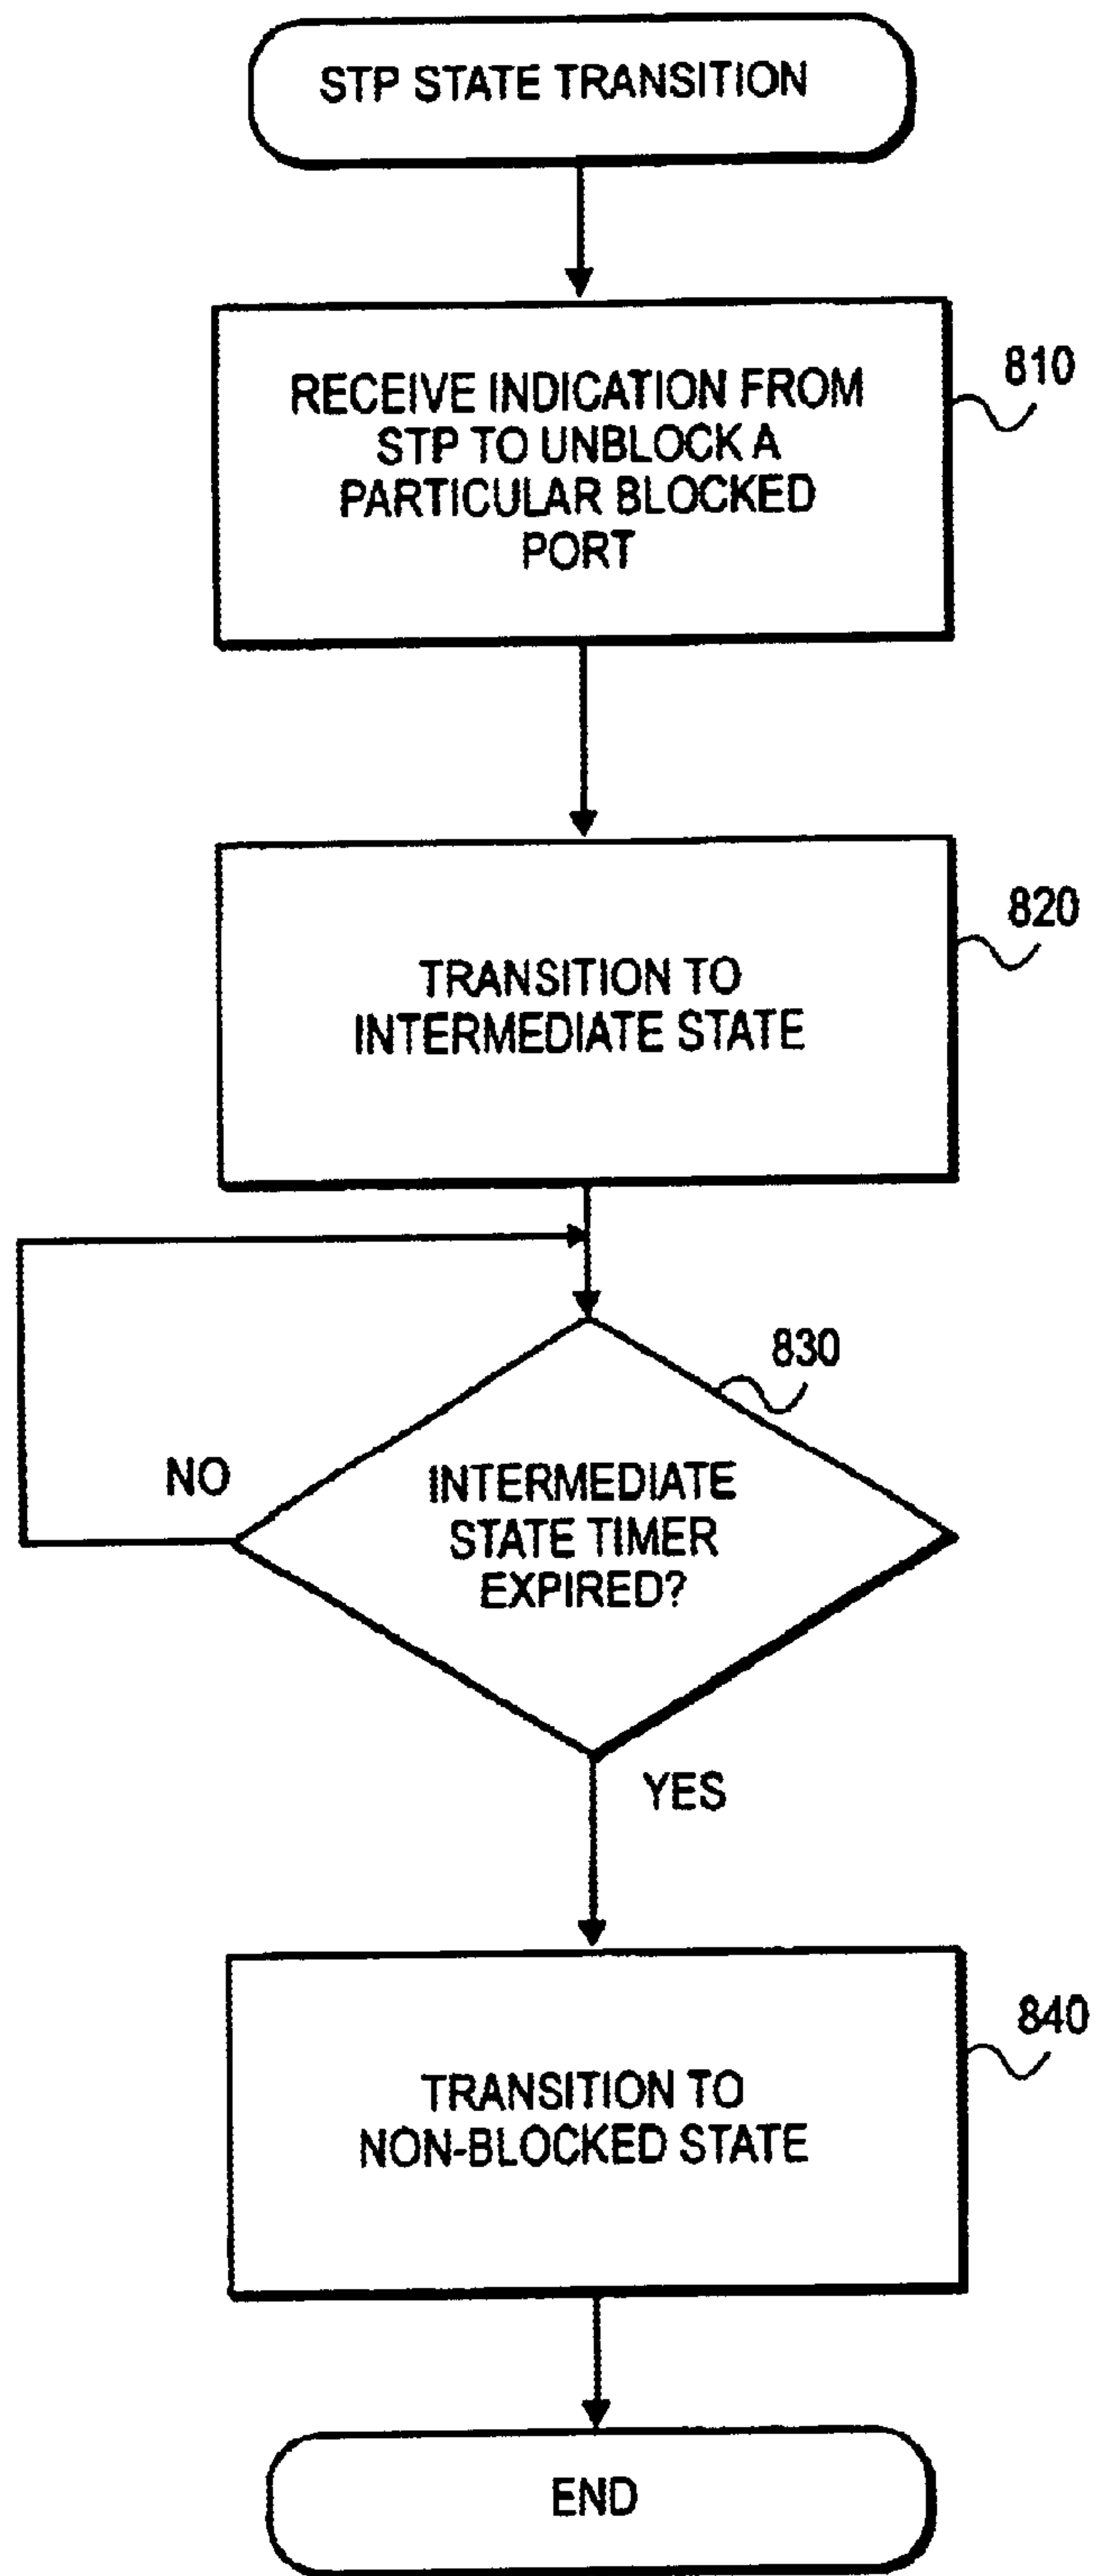 STP STATE TRANSITION
RECEIVE INDICATION FROM
STP TO UNBLOCK A
PARTICULAR BLOCKED
PORT
810
TRANSITION TO
INTERMEDIATE STATE
820
830
INTERMEDIATE
STATE TIMER
EXPIRED?
NO
YES
TRANSITION TO
NON-BLOCKED STATE
840
END